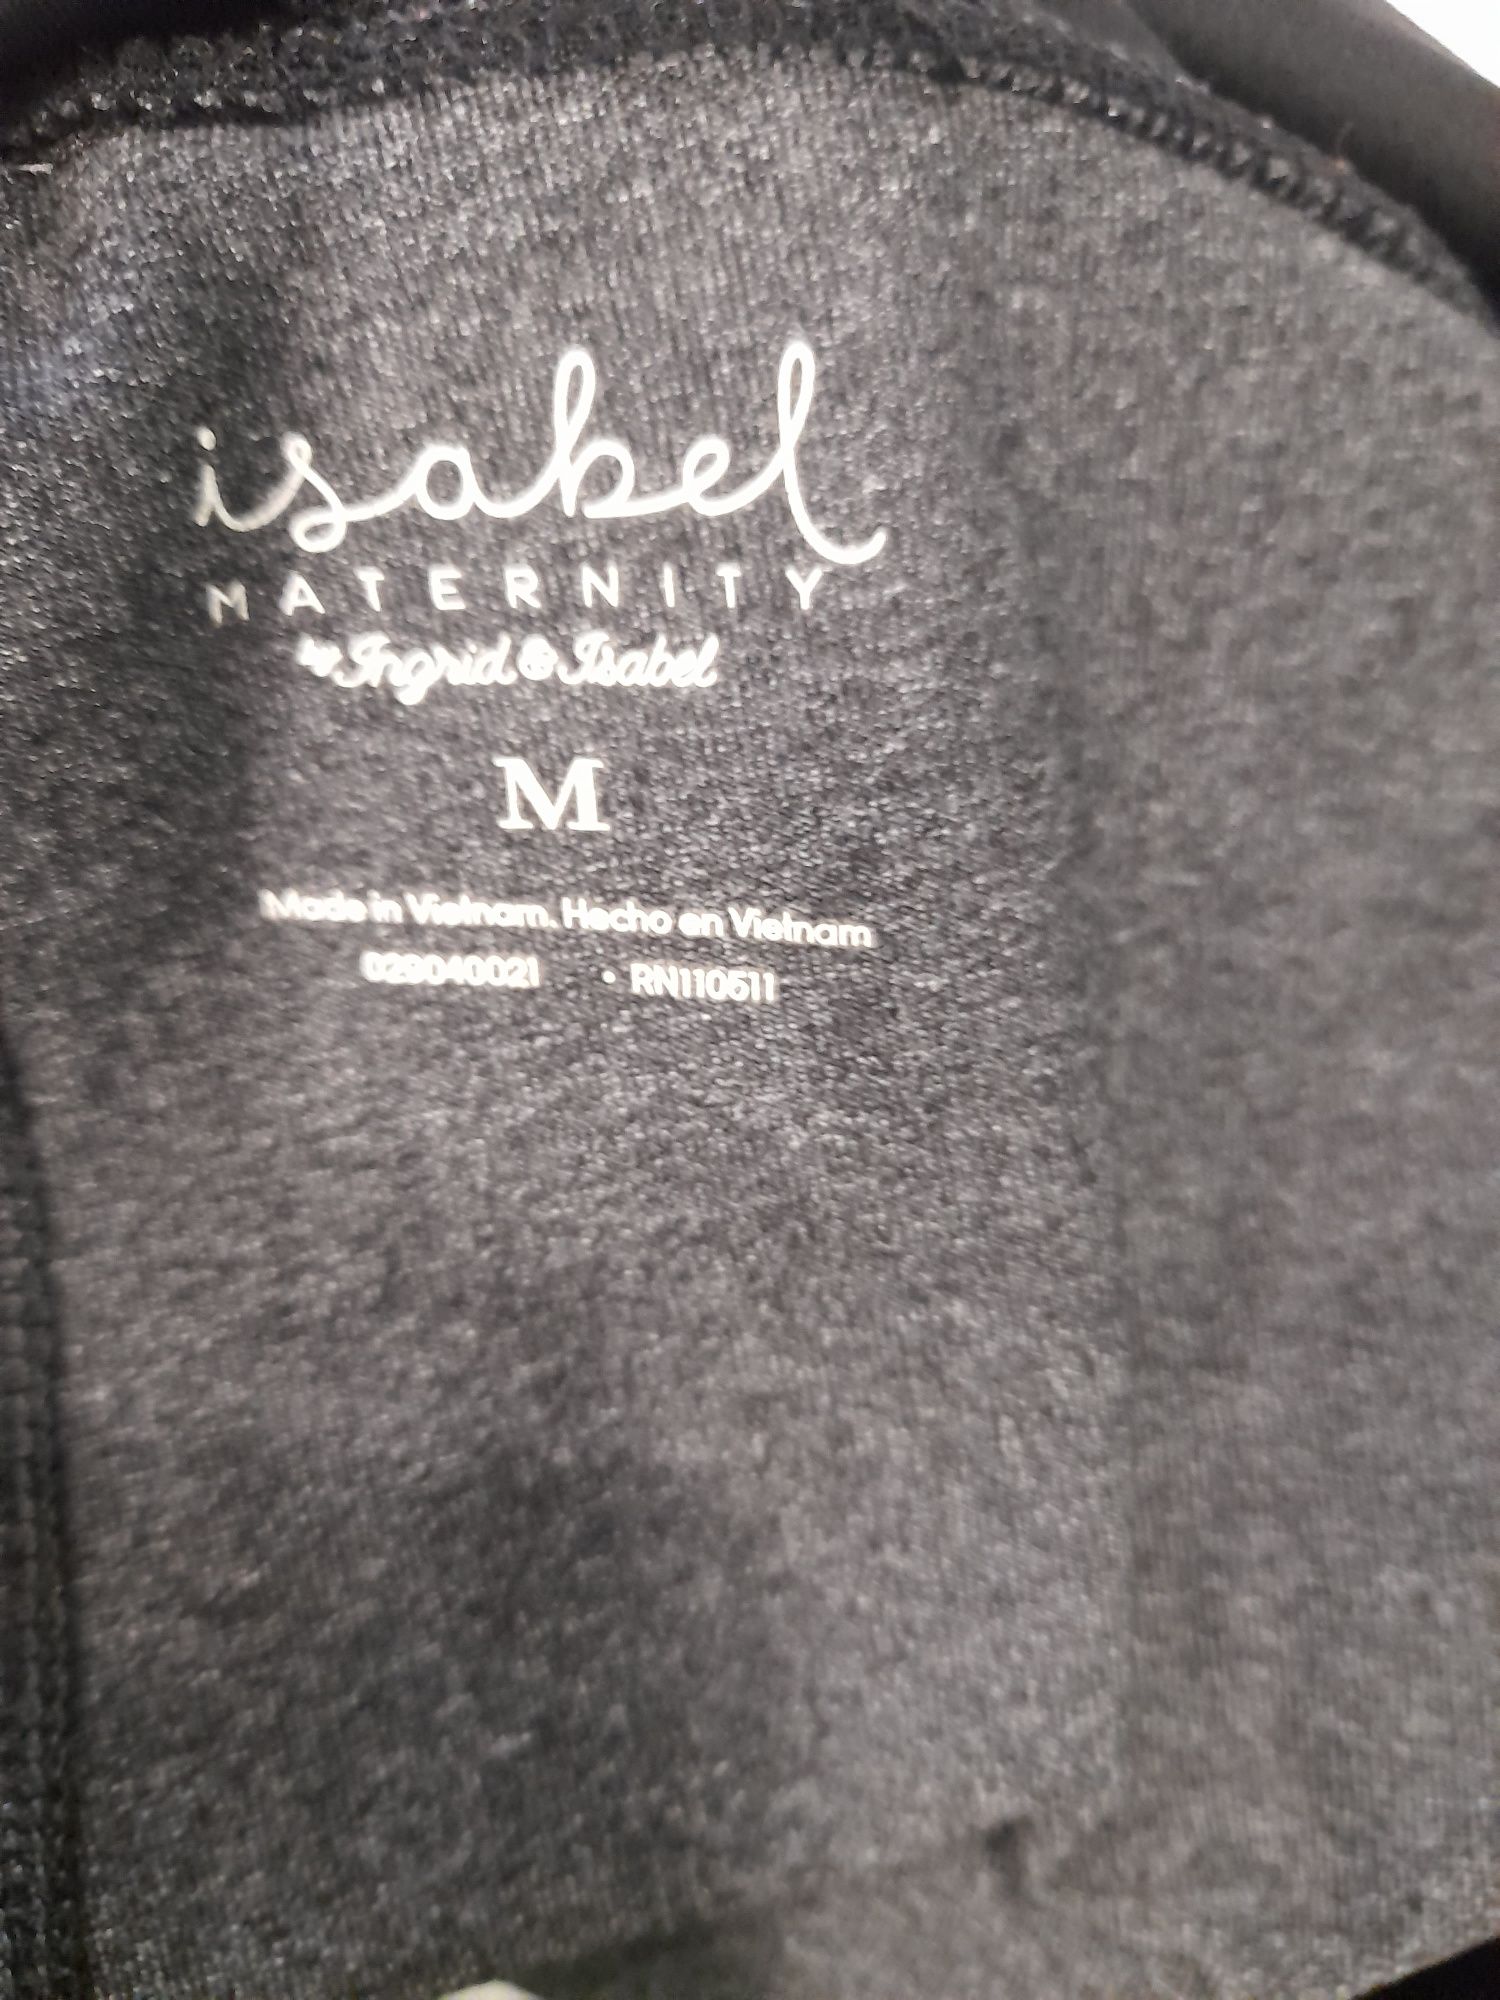 isabel
MATERNITY
by Ingrid & Isabel
M
Made in Vietnam. Hecho en Vietnam
029040021 • RN110511